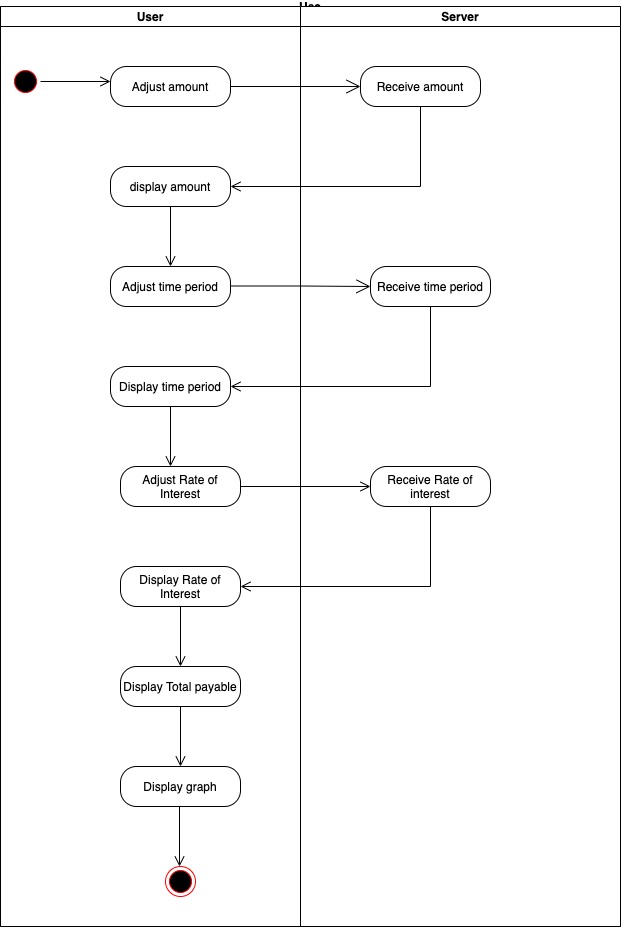 User
Server
Adjust amount
Receive amount
display amount
Adjust time period
Receive time period
Display time period
Adjust Rate of
Interest
Receive Rate of
interest
Display Rate of
Interest
Display Total payable
Display graph